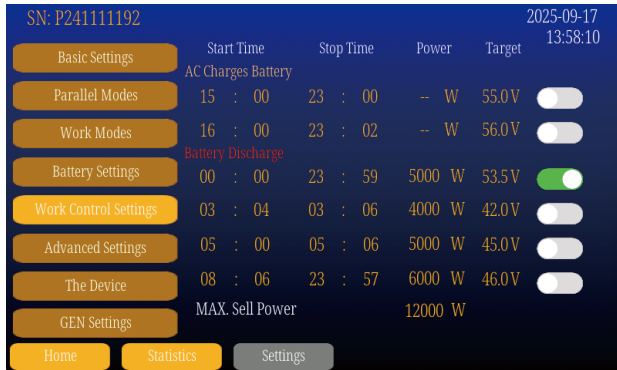 SN: P241111192
2025-09-17
13:58:10
Basic Settings
Parallel Modes
Work Modes
Battery Settings
Work Control Settings
Advanced Settings
The Device
GEN Settings
Start Time Stop Time Power Target
AC Charges Battery
15 : 00 23 : 00 -- W 55.0 V
16 : 00 23 : 02 -- W 56.0 V
Battery Discharge
00 : 00 23 : 59 5000 W 53.5 V
03 : 04 03 : 06 4000 W 42.0 V
05 : 00 05 : 06 5000 W 45.0 V
08 : 06 23 : 57 6000 W 46.0 V
MAX. Sell Power 12000 W
Home Statistics Settings